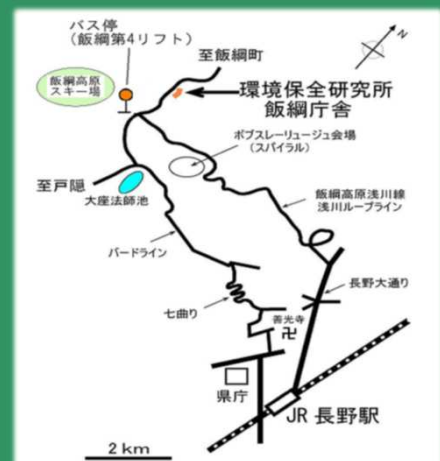 バス停
(飯綱第4リフト)
至飯綱町
N
飯綱高原
スキー場
環境保全研究所
飯綱庁舎
ボブスレーリュージュ会場
(スパイラル)
至戸隠
大座法師池
飯綱高原浅川線
浅川ループライン
バードライン
長野大通り
七曲り
善光寺
卍
県庁
JR 長野駅
2 km